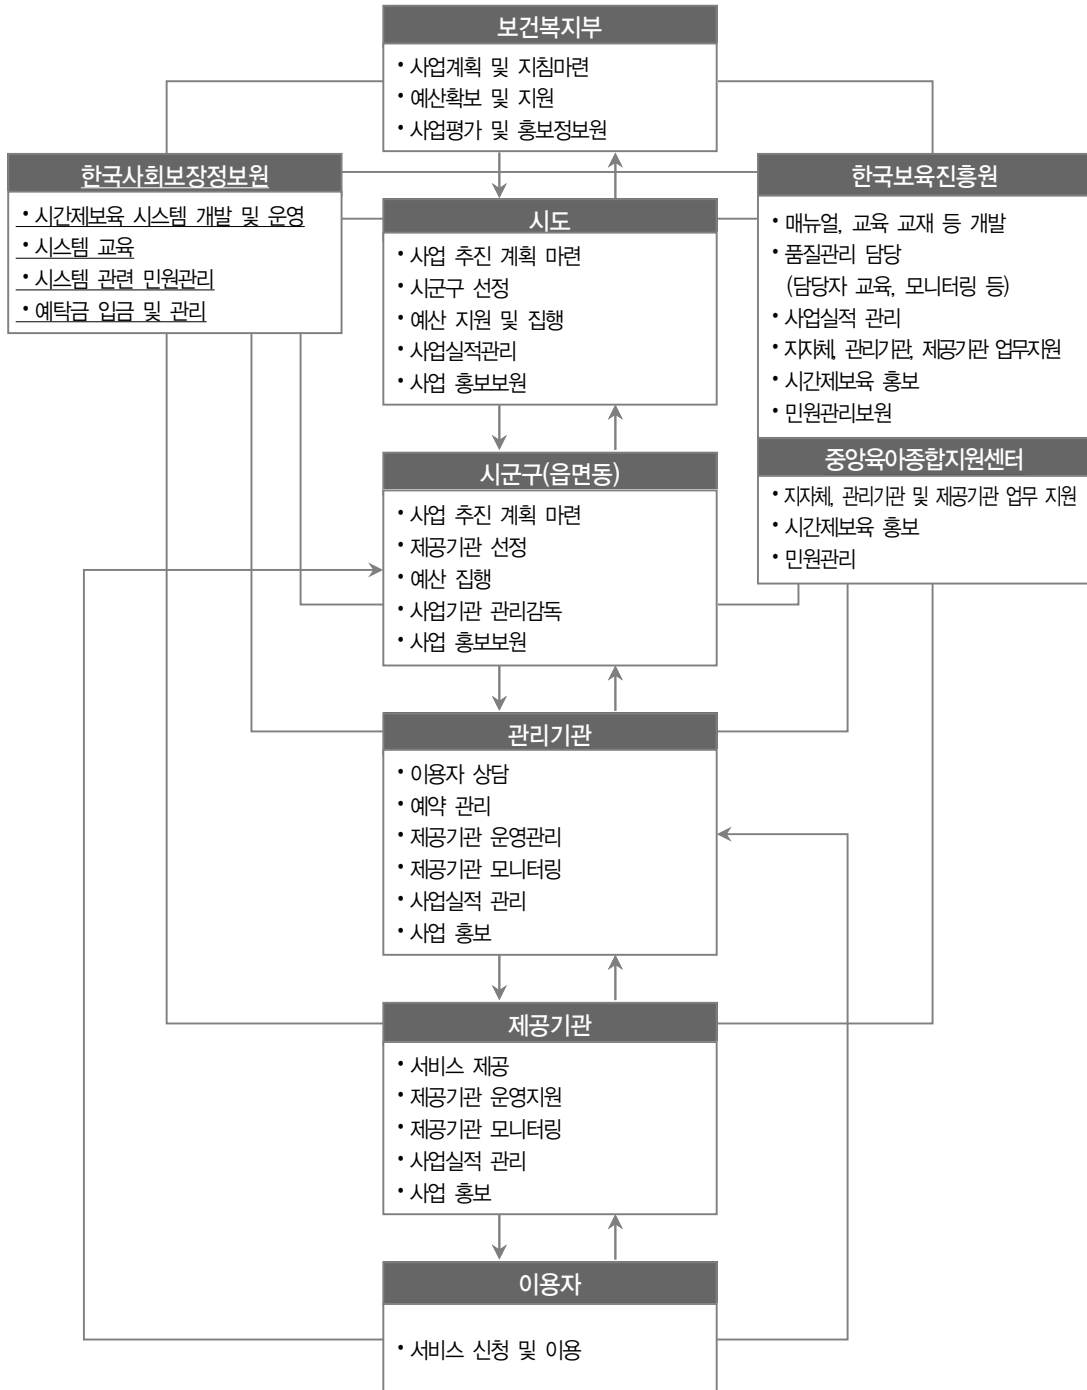 보건복지부
• 사업계획 및 지침마련
• 예산확보 및 지원
• 사업평가 및 홍보정보원
한국사회보장정보원
• 시간제보육 시스템 개발 및 운영
• 시스템 교육
• 시스템 관련 민원관리
• 예탁금 입금 및 관리
한국보육진흥원
• 매뉴얼, 교육 교재 등 개발
• 품질관리 담당
(담당자 교육, 모니터링 등)
• 사업실적 관리
• 지자체, 관리기관, 제공기관 업무지원
• 시간제보육 홍보
• 민원관리보원
중앙육아종합지원센터
• 지자체, 관리기관 및 제공기관 업무 지원
• 시간제보육 홍보
• 민원관리
시도
• 사업 추진 계획 마련
• 시군구 선정
• 예산 지원 및 집행
• 사업실적관리
• 사업 홍보보원
시군구(읍면동)
• 사업 추진 계획 마련
• 제공기관 선정
• 예산 집행
• 사업기관 관리감독
• 사업 홍보보원
관리기관
• 이용자 상담
• 예약 관리
• 제공기관 운영관리
• 제공기관 모니터링
• 사업실적 관리
• 사업 홍보
제공기관
• 서비스 제공
• 제공기관 운영지원
• 제공기관 모니터링
• 사업실적 관리
• 사업 홍보
이용자
• 서비스 신청 및 이용